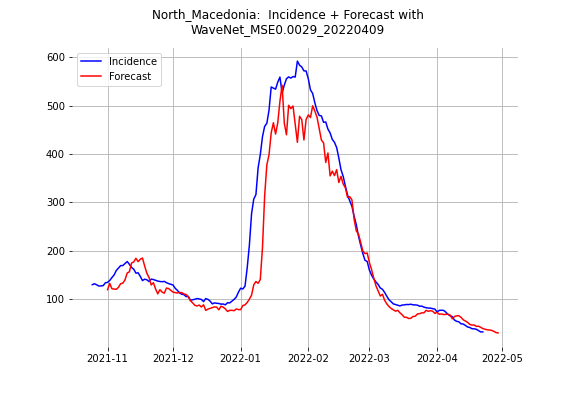 North_Macedonia:  Incidence + Forecast with
WaveNet_MSE0.0029_20220409
Incidence
Forecast
600
500
400
300
200
100
2021-11 2021-12 2022-01 2022-02 2022-03 2022-04 2022-05